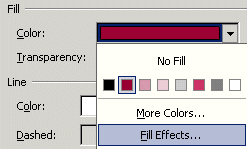 Fill
Color:
Transparency:
No Fill
Line
Color:
More Colors...
Dashed:
Fill Effects...